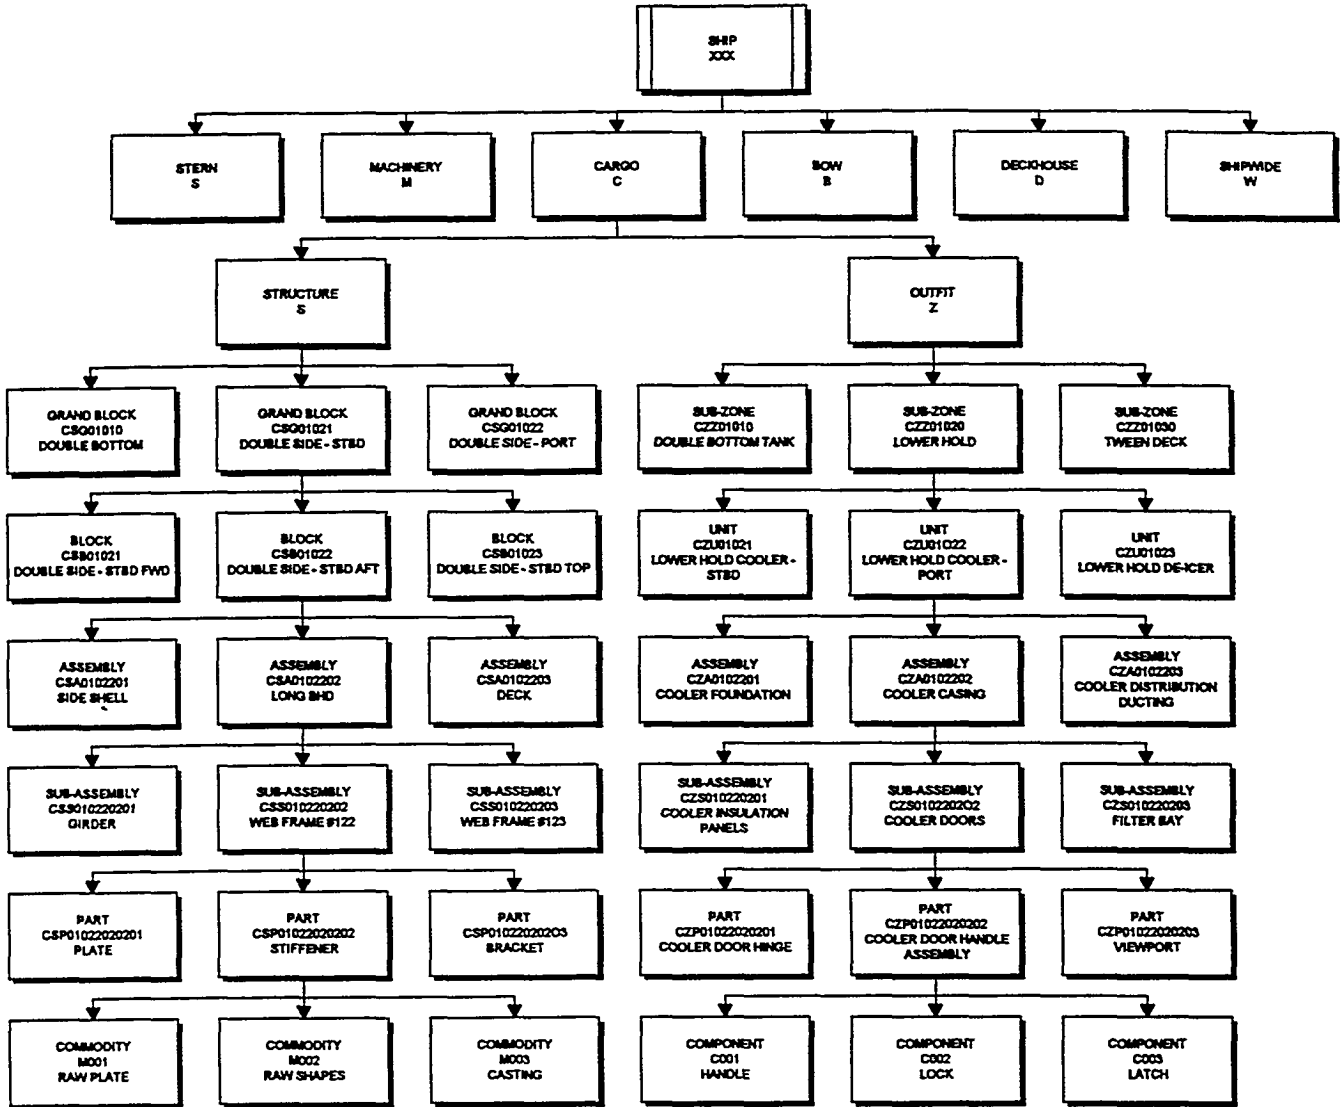 SHIP
XXX
STERN
S
MACHINERY
M
CARGO
C
BOW
B
DECKHOUSE
D
SHIPWIDE
W
STRUCTURE
S
OUTFIT
Z
GRAND BLOCK
CSG01010
DOUBLE BOTTOM
GRAND BLOCK
CSG01021
DOUBLE SIDE - STBD
GRAND BLOCK
CSG01022
DOUBLE SIDE - PORT
SUB-ZONE
CZZ01010
DOUBLE BOTTOM TANK
SUB-ZONE
CZZ01020
LOWER HOLD
SUB-ZONE
CZZ01030
TWEEN DECK
BLOCK
CSB01021
DOUBLE SIDE - STBD FWD
BLOCK
CSB01022
DOUBLE SIDE - STBD AFT
BLOCK
CSB01023
DOUBLE SIDE - STBD TOP
UNIT
CZU01021
LOWER HOLD COOLER -
STBD
UNIT
CZU01022
LOWER HOLD COOLER -
PORT
UNIT
CZU01023
LOWER HOLD DE-ICER
ASSEMBLY
CSA0102201
SIDE SHELL
ASSEMBLY
CSA0102202
LONG BHD
ASSEMBLY
CSA0102203
DECK
ASSEMBLY
CZA0102201
COOLER FOUNDATION
ASSEMBLY
CZA0102202
COOLER CASING
ASSEMBLY
CZA0102203
COOLER DISTRIBUTION
DUCTING
SUB-ASSEMBLY
CSS010220201
GIRDER
SUB-ASSEMBLY
CSS010220202
WEB FRAME #122
SUB-ASSEMBLY
CSS010220203
WEB FRAME #123
SUB-ASSEMBLY
CZS010220201
COOLER INSULATION
PANELS
SUB-ASSEMBLY
CZS010220202
COOLER DOORS
SUB-ASSEMBLY
CZS010220203
FILTER BAY
PART
CSP01022020201
PLATE
PART
CSP01022020202
STIFFENER
PART
CSP01022020203
BRACKET
PART
CZP01022020201
COOLER DOOR HINGE
PART
CZP01022020202
COOLER DOOR HANDLE
ASSEMBLY
PART
CZP01022020203
VIEWPORT
COMMODITY
M001
RAW PLATE
COMMODITY
M002
RAW SHAPES
COMMODITY
M003
CASTING
COMPONENT
C001
HANDLE
COMPONENT
C002
LOCK
COMPONENT
C003
LATCH